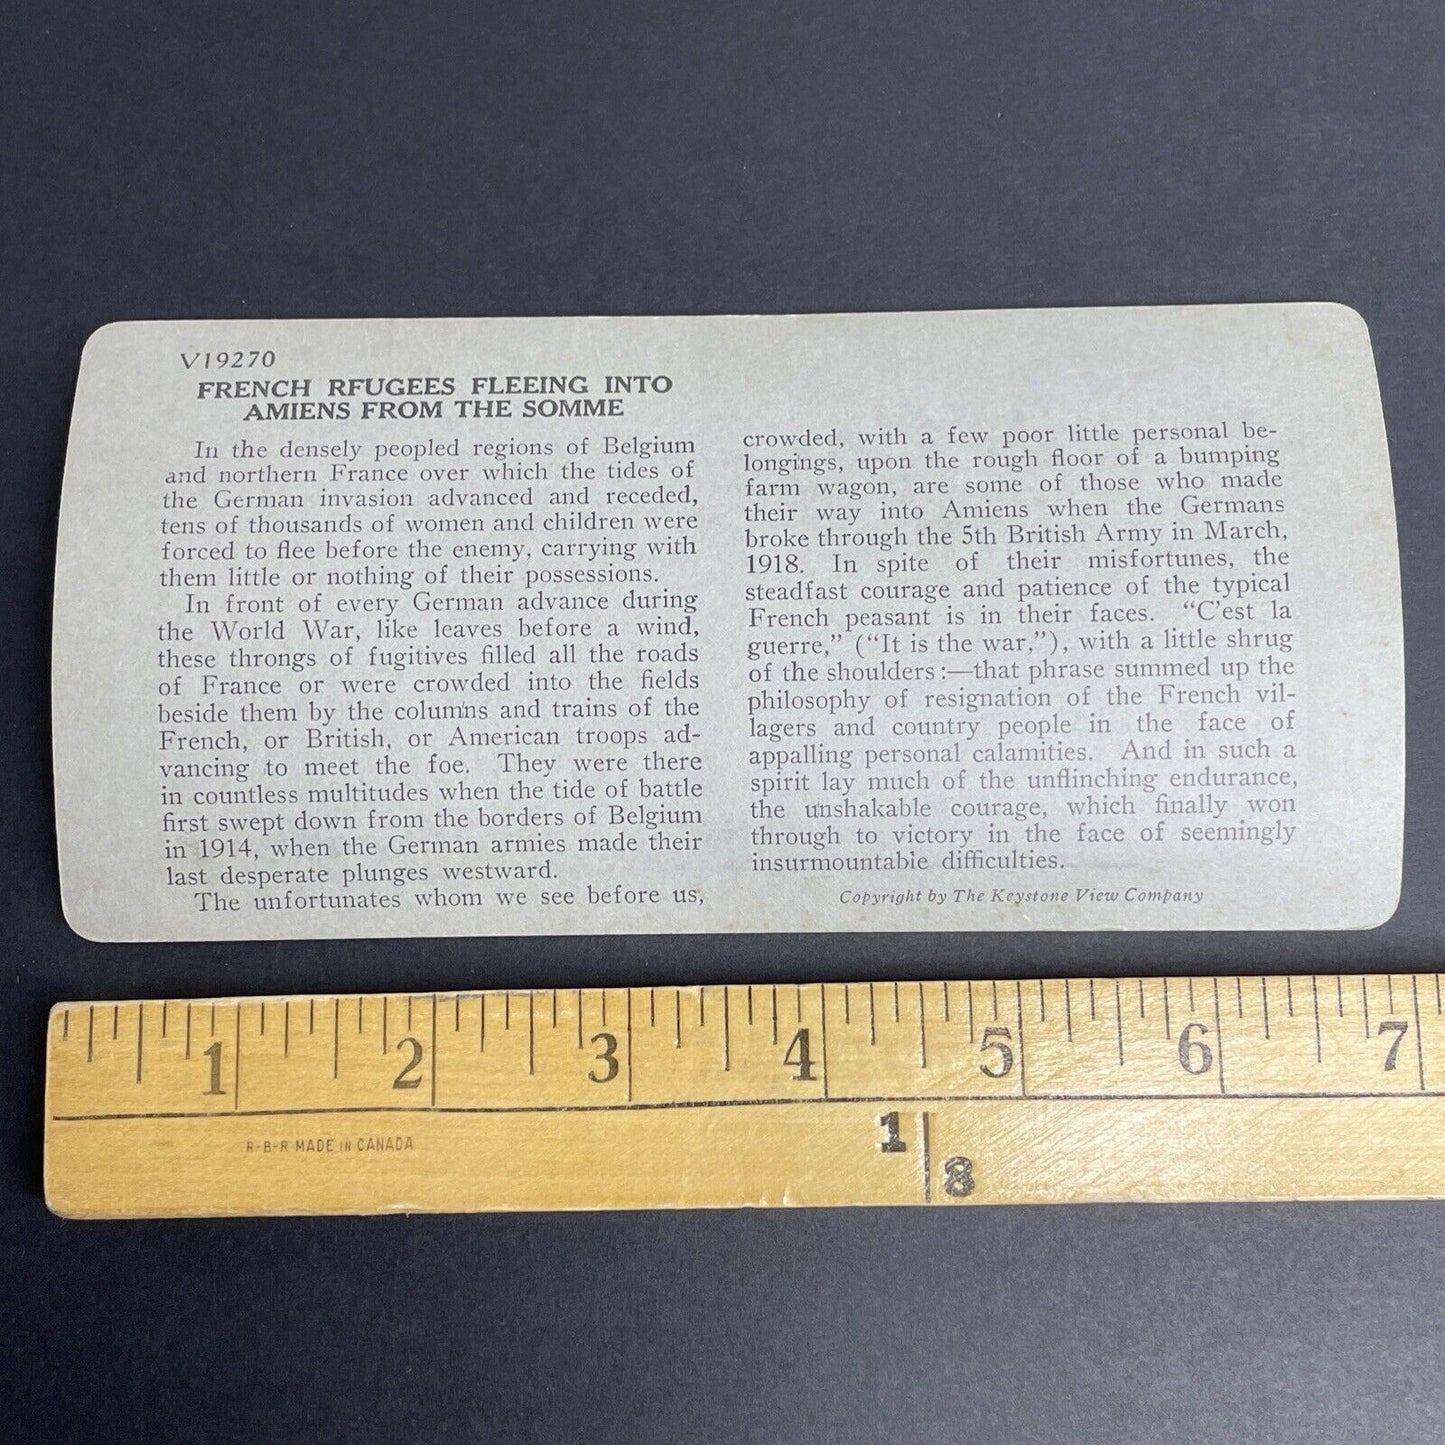 V19270
FRENCH RFUGEES FLEEING INTO
AMIENS FROM THE SOMME
In the densely peopled regions of Belgium
and northern France over which the tides of
the German invasion advanced and receded,
tens of thousands of women and children were
forced to flee before the enemy, carrying with
them little or nothing of their possessions.
In front of every German advance during
the World War, like leaves before a wind,
these throngs of fugitives filled all the roads
of France or were crowded into the fields
beside them by the columns and trains of the
French, or British, or American troops ad-
vancing to meet the foe. They were there
in countless multitudes when the tide of battle
first swept down from the borders of Belgium
in 1914, when the German armies made their
last desperate plunges westward.
The unfortunates whom we see before us,
crowded, with a few poor little personal be-
longings, upon the rough floor of a bumping
farm wagon, are some of those who made
their way into Amiens when the Germans
broke through the 5th British Army in March,
1918. In spite of their misfortunes, the
steadfast courage and patience of the typical
French peasant is in their faces. “C’est la
guerre,” (“It is the war,”), with a little shrug
of the shoulders:—that phrase summed up the
philosophy of resignation of the French vil-
lagers and country people in the face of
appalling personal calamities. And in such a
spirit lay much of the unflinching endurance,
the unshakable courage, which finally won
through to victory in the face of seemingly
insurmountable difficulties.
Copyright by The Keystone View Company
1 2 3 4 5 6 7
R-B-R MADE IN CANADA
1 8